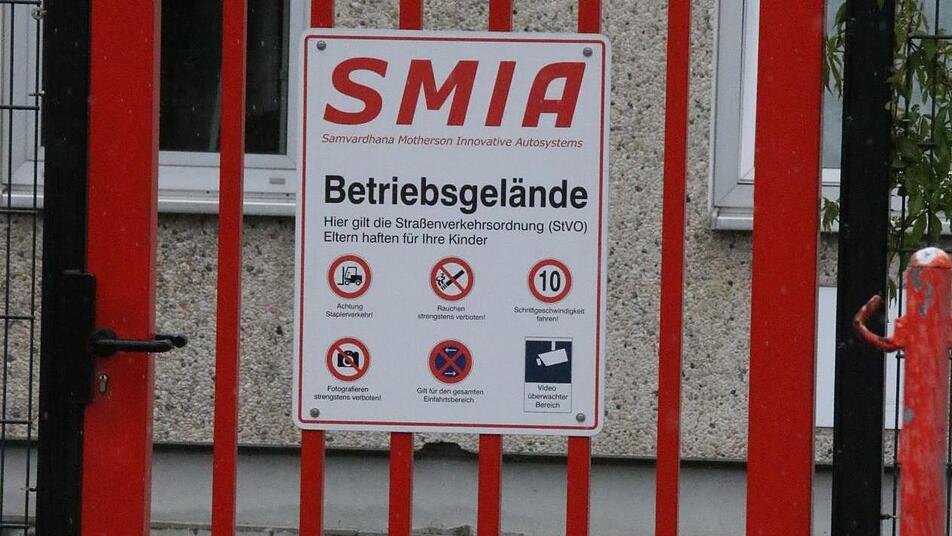 SMIA
Samvardhana Motherson Innovative Autosystems
Betriebsgelände
Hier gilt die Straßenverkehrsordnung (StVO)
Eltern haften für Ihre Kinder
10
Achtung
Staplerverkehr!
Rauchen
strengstens verboten!
Schrittgeschwindigkeit
fahren!
Fotografieren
strengstens verboten!
Gilt für den gesamten
Einfahrtsbereich
Video
überwachter
Bereich